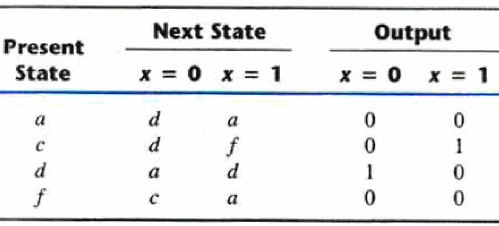 Present State Next State Output
x = 0 x = 1 x = 0 x = 1
a d a 0 0
c d f 0 1
d a d 1 0
f c a 0 0